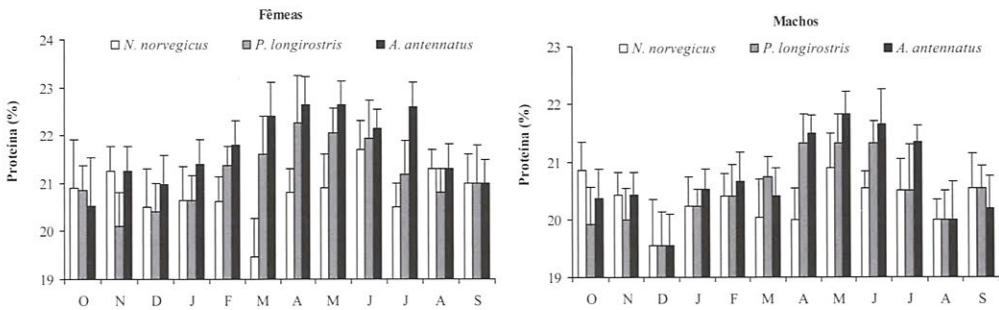 Fêmeas
24
23
22
21
20
19
Proteína (%)
N. norvegicus P. longirostris A. antennatus
O N D J F M A M J J A S
Machos
23
22
21
20
19
Proteína (%)
N. norvegicus P. longirostris A. antennatus
O N D J F M A M J J A S